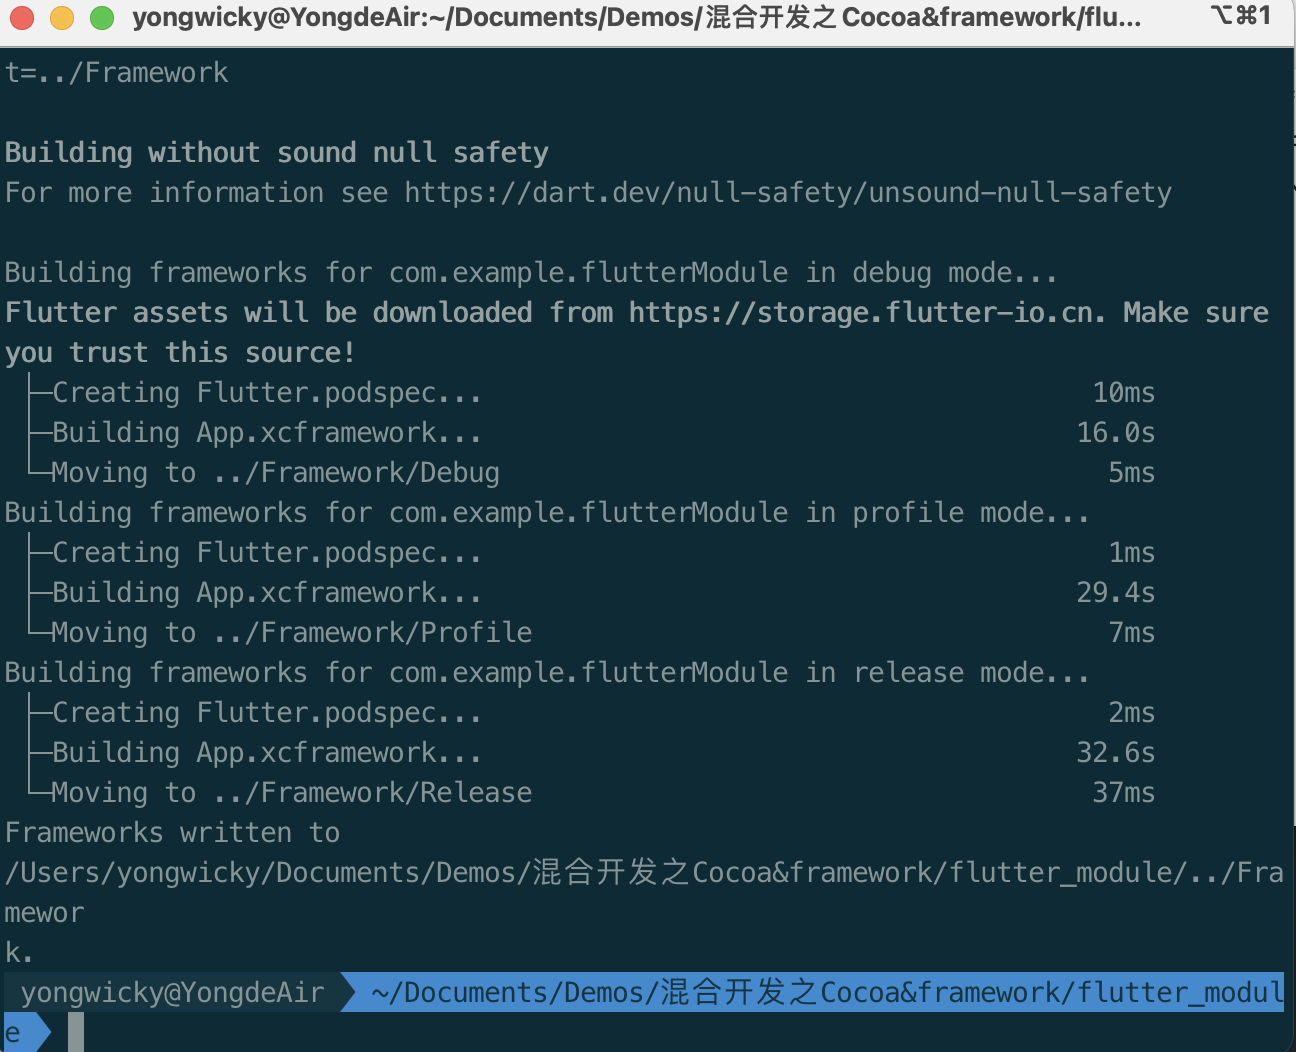 yongwicky@YongdeAir:~/Documents/Demos/混合开发之Cocoa&framework/flu... ⌥⌘1
t=../Framework
Building without sound null safety
For more information see https://dart.dev/null-safety/unsound-null-safety
Building frameworks for com.example.flutterModule in debug mode...
Flutter assets will be downloaded from https://storage.flutter-io.cn. Make sure
you trust this source!
├─Creating Flutter.podspec... 10ms
├─Building App.xcframework... 16.0s
└─Moving to ../Framework/Debug 5ms
Building frameworks for com.example.flutterModule in profile mode...
├─Creating Flutter.podspec... 1ms
├─Building App.xcframework... 29.4s
└─Moving to ../Framework/Profile 7ms
Building frameworks for com.example.flutterModule in release mode...
├─Creating Flutter.podspec... 2ms
├─Building App.xcframework... 32.6s
└─Moving to ../Framework/Release 37ms
Frameworks written to
/Users/yongwicky/Documents/Demos/混合开发之Cocoa&framework/flutter_module/../Fra
mewor
k.
yongwicky@YongdeAir ~/Documents/Demos/混合开发之Cocoa&framework/flutter_modul
e